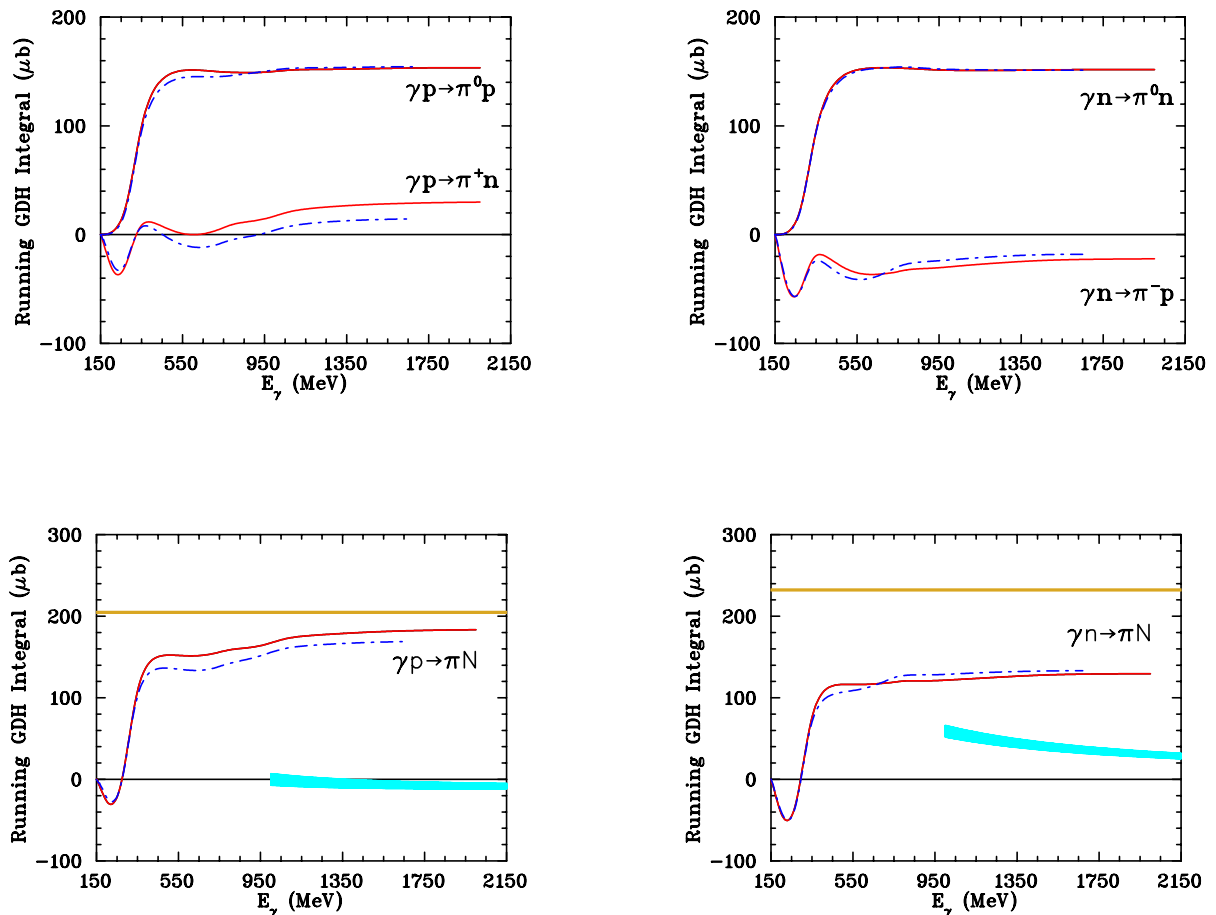 200
100
0
−100
Running GDH Integral (μb)
γp→π⁰p
γp→π⁺n
150 550 950 1350 1750 2150
E_γ (MeV)
200
100
0
−100
Running GDH Integral (μb)
γn→π⁰n
γn→π⁻p
150 550 950 1350 1750 2150
E_γ (MeV)
300
200
100
0
−100
Running GDH Integral (μb)
γp→πN
150 550 950 1350 1750 2150
E_γ (MeV)
300
200
100
0
−100
Running GDH Integral (μb)
γn→πN
150 550 950 1350 1750 2150
E_γ (MeV)